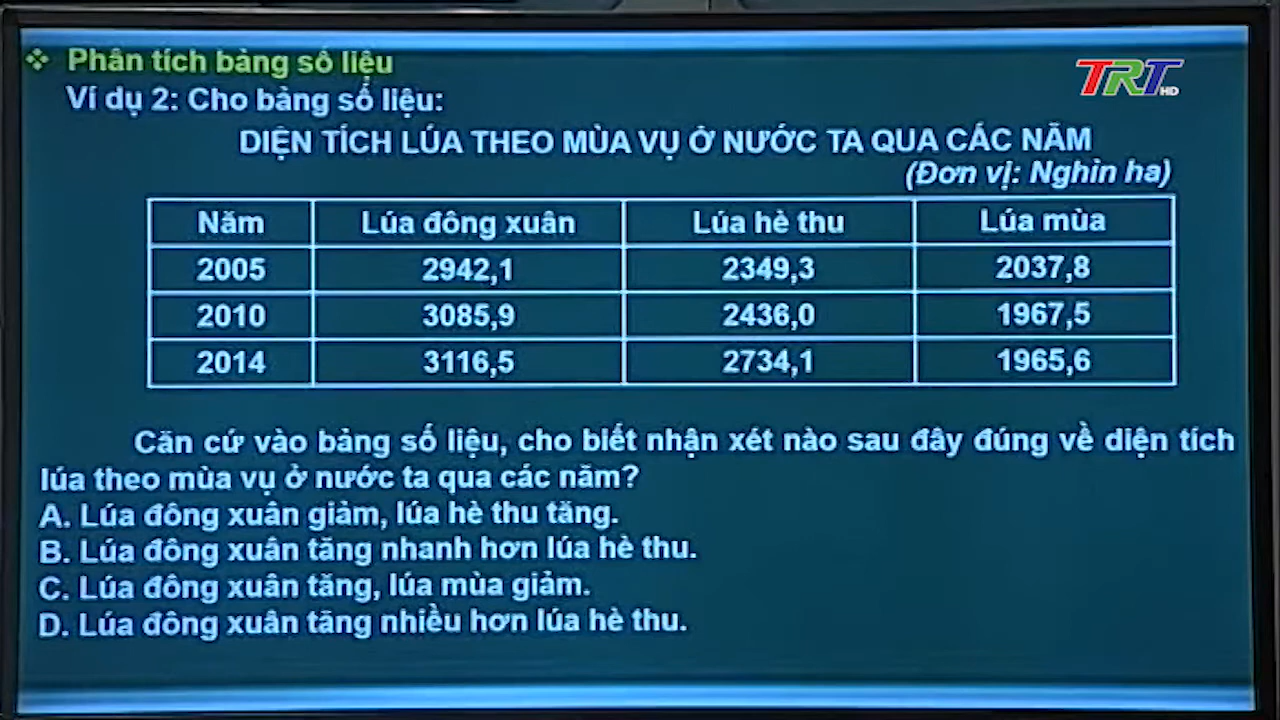 ❖ Phân tích bảng số liệu
TRT HD
Ví dụ 2: Cho bảng số liệu:
DIỆN TÍCH LÚA THEO MÙA VỤ Ở NƯỚC TA QUA CÁC NĂM
(Đơn vị: Nghìn ha)
Năm Lúa đông xuân Lúa hè thu Lúa mùa
2005 2942,1 2349,3 2037,8
2010 3085,9 2436,0 1967,5
2014 3116,5 2734,1 1965,6
Căn cứ vào bảng số liệu, cho biết nhận xét nào sau đây đúng về diện tích
lúa theo mùa vụ ở nước ta qua các năm?
A. Lúa đông xuân giảm, lúa hè thu tăng.
B. Lúa đông xuân tăng nhanh hơn lúa hè thu.
C. Lúa đông xuân tăng, lúa mùa giảm.
D. Lúa đông xuân tăng nhiều hơn lúa hè thu.